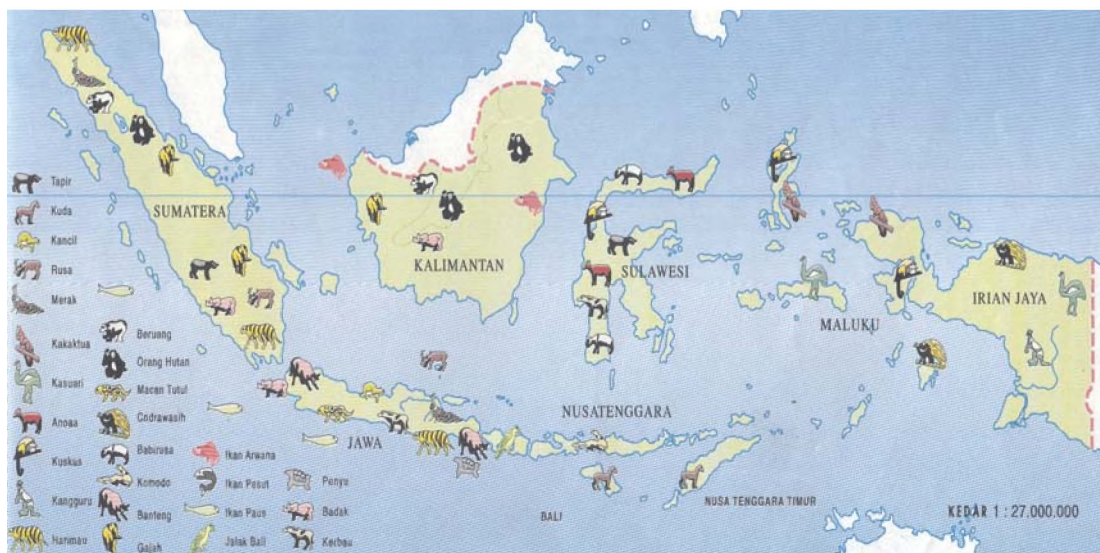 SUMATERA
KALIMANTAN
SULAWESI
MALUKU
IRIAN JAYA
JAWA
NUSATENGGARA
BALI
NUSA TENGGARA TIMUR
KEDAR 1 : 27.000.000
Tapir
Kuda
Kancil
Rusa
Merak
Kakaktua
Kasuari
Anoaa
Kuskus
Kangguru
Harimau
Beruang
Orang Hutan
Macan Tutul
Cndrawasih
Babirusa
Komodo
Banteng
Gajah
Ikan Arwana
Ikan Pesut
Ikan Paus
Jalak Bali
Penyu
Badak
Kerbau